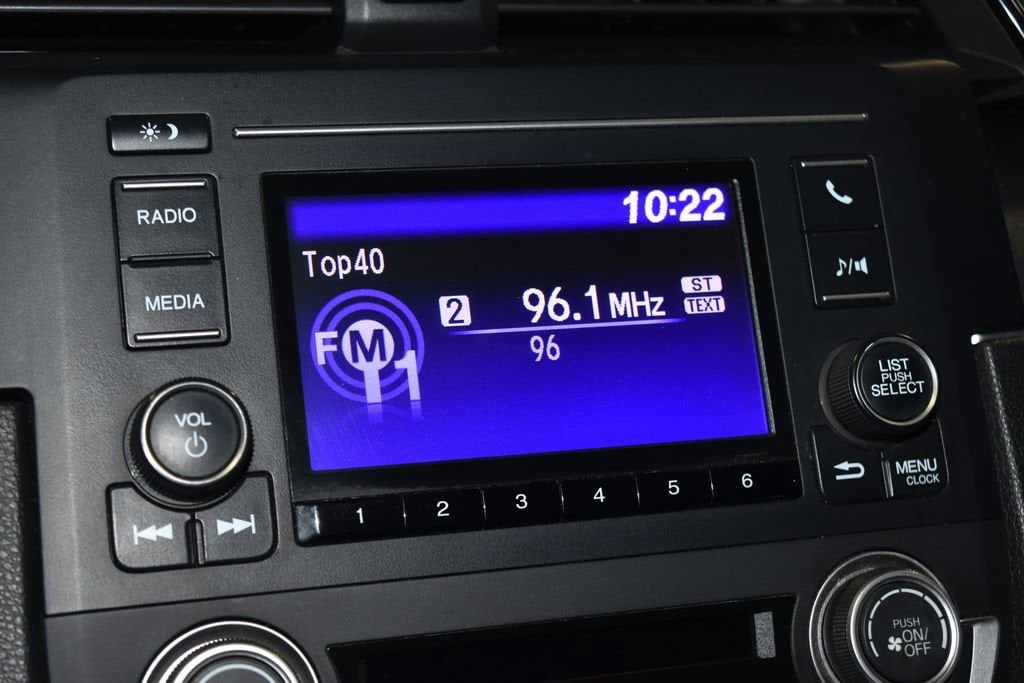 RADIO
MEDIA
VOL
10:22
Top40
FM1
2
96.1 MHz
ST
TEXT
96
1 2 3 4 5 6
LIST
PUSH
SELECT
MENU
CLOCK
PUSH
ON/
OFF